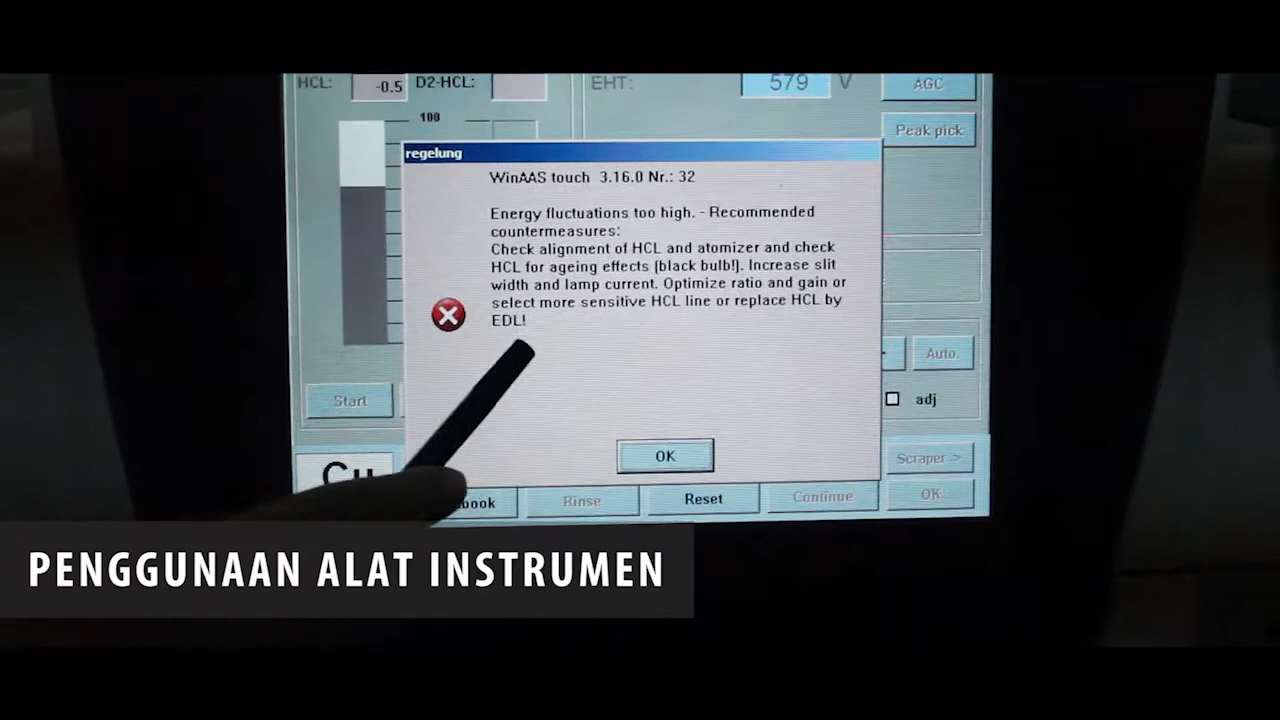 HCL: -0.5 D2-HCL: EHT: 579 V AGC
100
Peak pick
regelung
WinAAS touch 3.16.0 Nr.: 32
Energy fluctuations too high. - Recommended
countermeasures:
Check alignment of HCL and atomizer and check
HCL for ageing effects (black bulb!). Increase slit
width and lamp current. Optimize ratio and gain or
select more sensitive HCL line or replace HCL by
EDL!
Auto.
Start
adj
OK
Scraper ->
Cu
Rinse Reset Continue OK
PENGGUNAAN ALAT INSTRUMEN